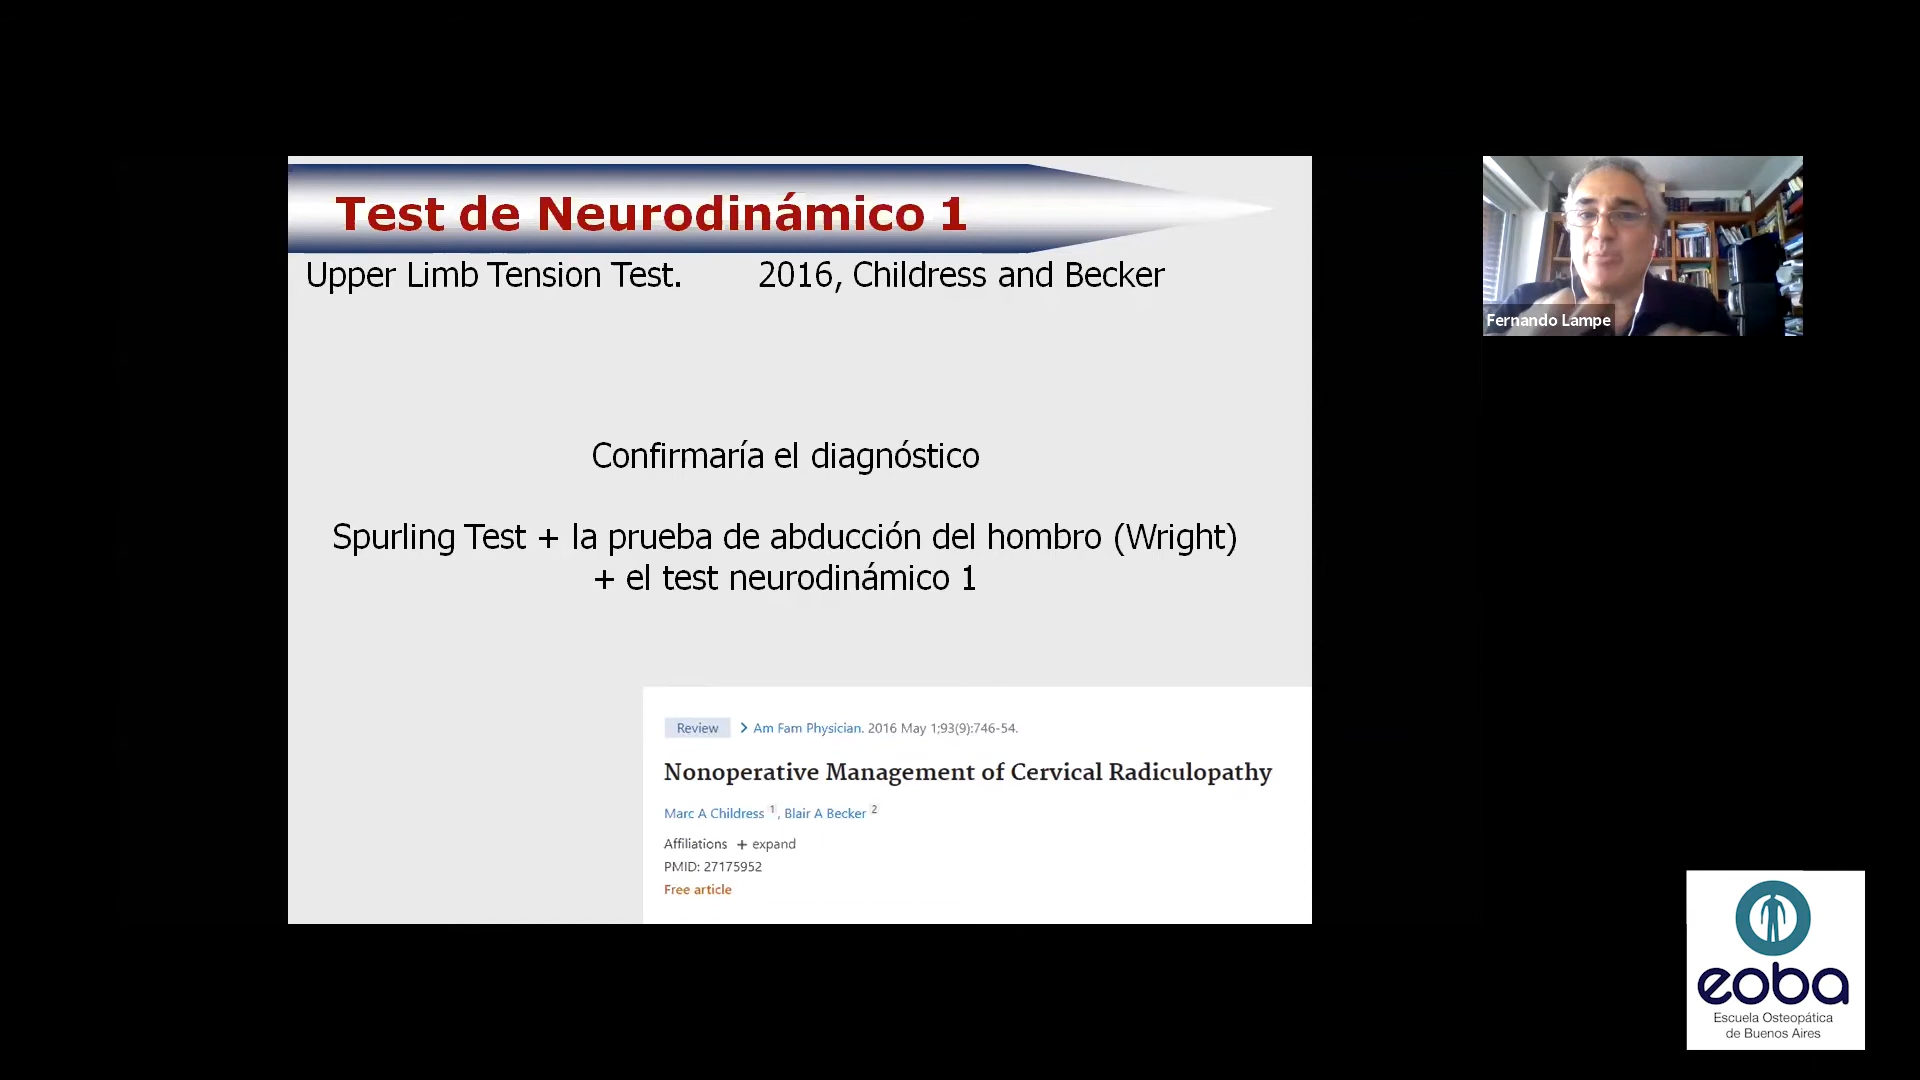 Test de Neurodinámico 1
Upper Limb Tension Test. 2016, Childress and Becker
Confirmaría el diagnóstico
Spurling Test + la prueba de abducción del hombro (Wright)
+ el test neurodinámico 1
Review > Am Fam Physician. 2016 May 1;93(9):746-54.
Nonoperative Management of Cervical Radiculopathy
Marc A Childress 1, Blair A Becker 2
Affiliations + expand
PMID: 27175952
Free article
Fernando Lampe
eoba
Escuela Osteopática
de Buenos Aires